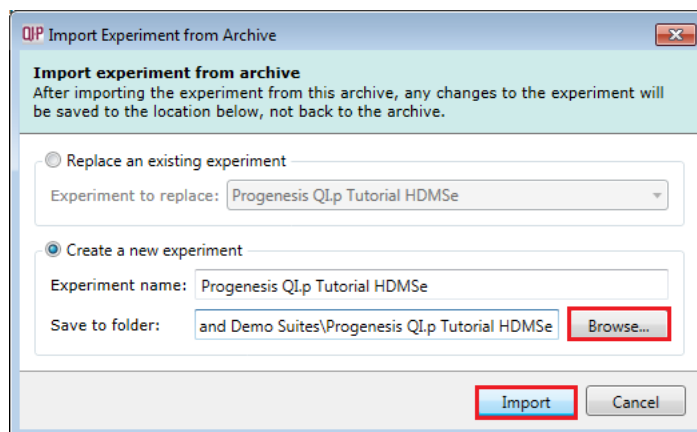 QIP Import Experiment from Archive
Import experiment from archive
After importing the experiment from this archive, any changes to the experiment will
be saved to the location below, not back to the archive.
Replace an existing experiment
Experiment to replace: Progenesis QI.p Tutorial HDMSe
Create a new experiment
Experiment name: Progenesis QI.p Tutorial HDMSe
Save to folder: and Demo Suites\Progenesis QI.p Tutorial HDMSe Browse...
Import Cancel